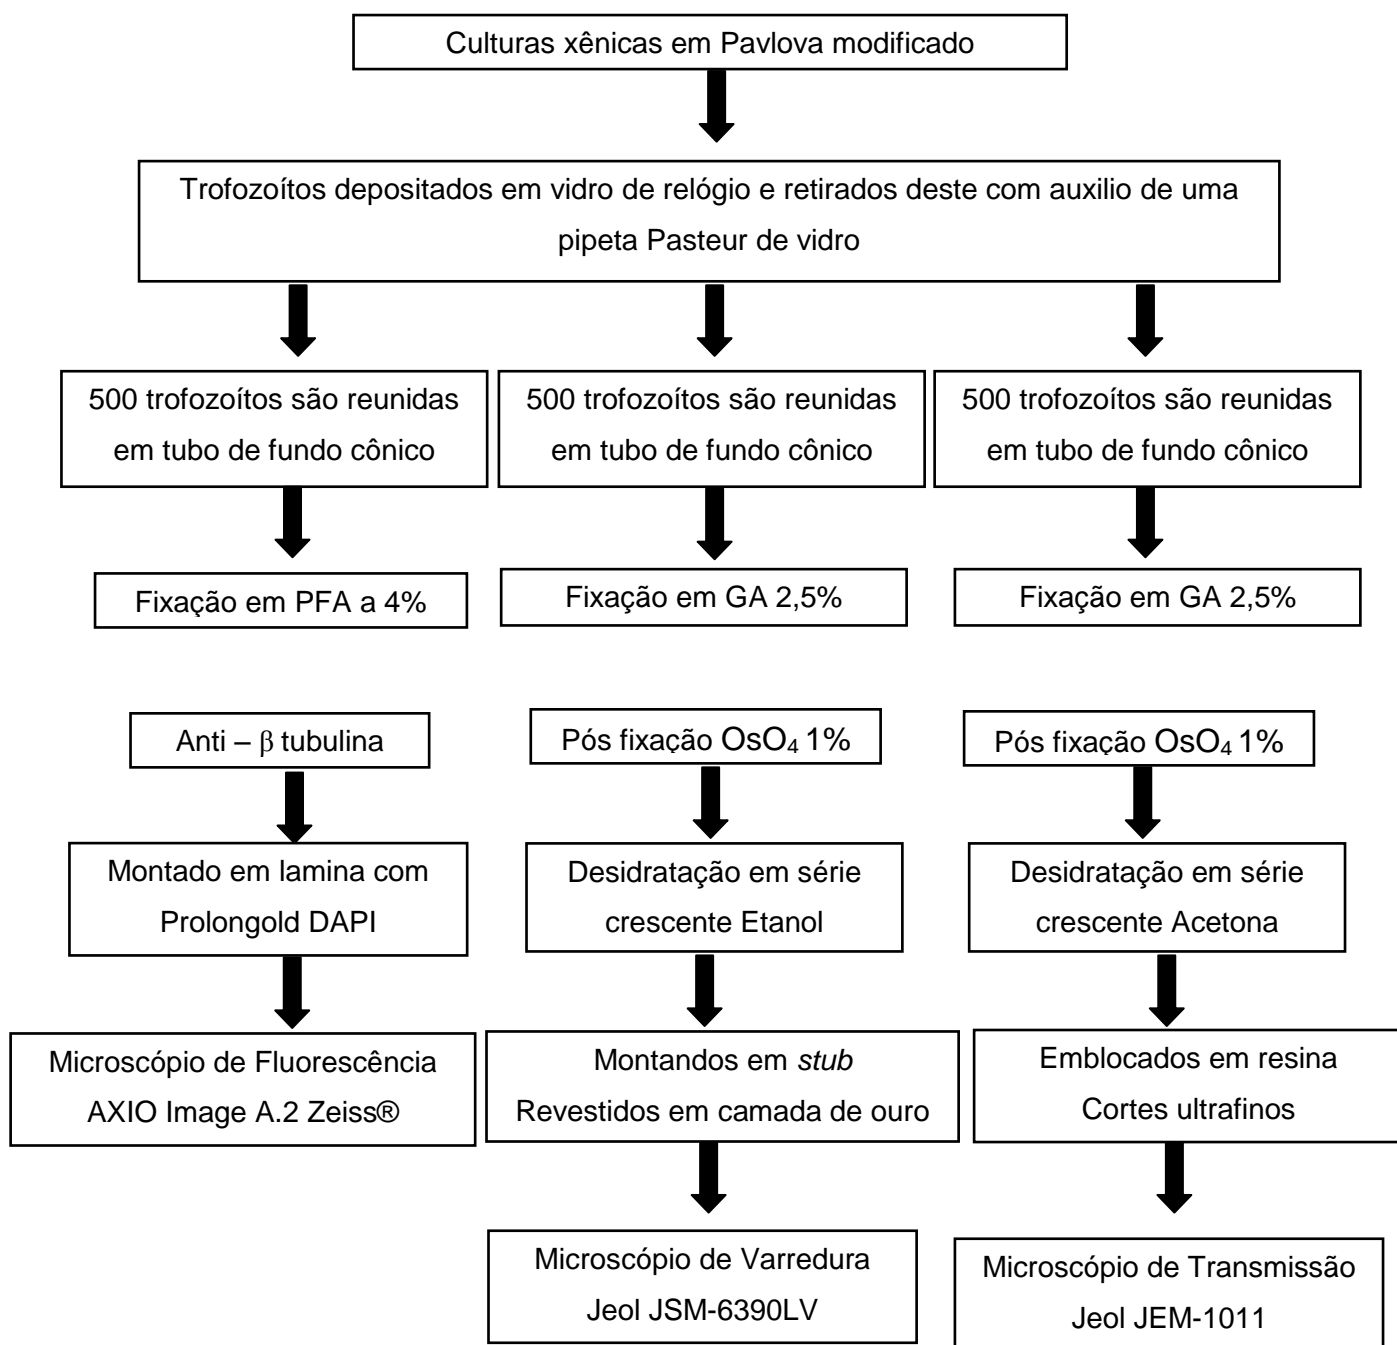 Culturas xênicas em Pavlova modificado
Trofozoítos depositados em vidro de relógio e retirados deste com auxilio de uma
pipeta Pasteur de vidro
500 trofozoítos são reunidas
em tubo de fundo cônico
500 trofozoítos são reunidas
em tubo de fundo cônico
500 trofozoítos são reunidas
em tubo de fundo cônico
Fixação em PFA a 4%
Fixação em GA 2,5%
Fixação em GA 2,5%
Anti – β tubulina
Pós fixação OsO₄ 1%
Pós fixação OsO₄ 1%
Montado em lamina com
Prolongold DAPI
Desidratação em série
crescente Etanol
Desidratação em série
crescente Acetona
Microscópio de Fluorescência
AXIO Image A.2 Zeiss®
Montandos em stub
Revestidos em camada de ouro
Emblocados em resina
Cortes ultrafinos
Microscópio de Varredura
Jeol JSM-6390LV
Microscópio de Transmissão
Jeol JEM-1011